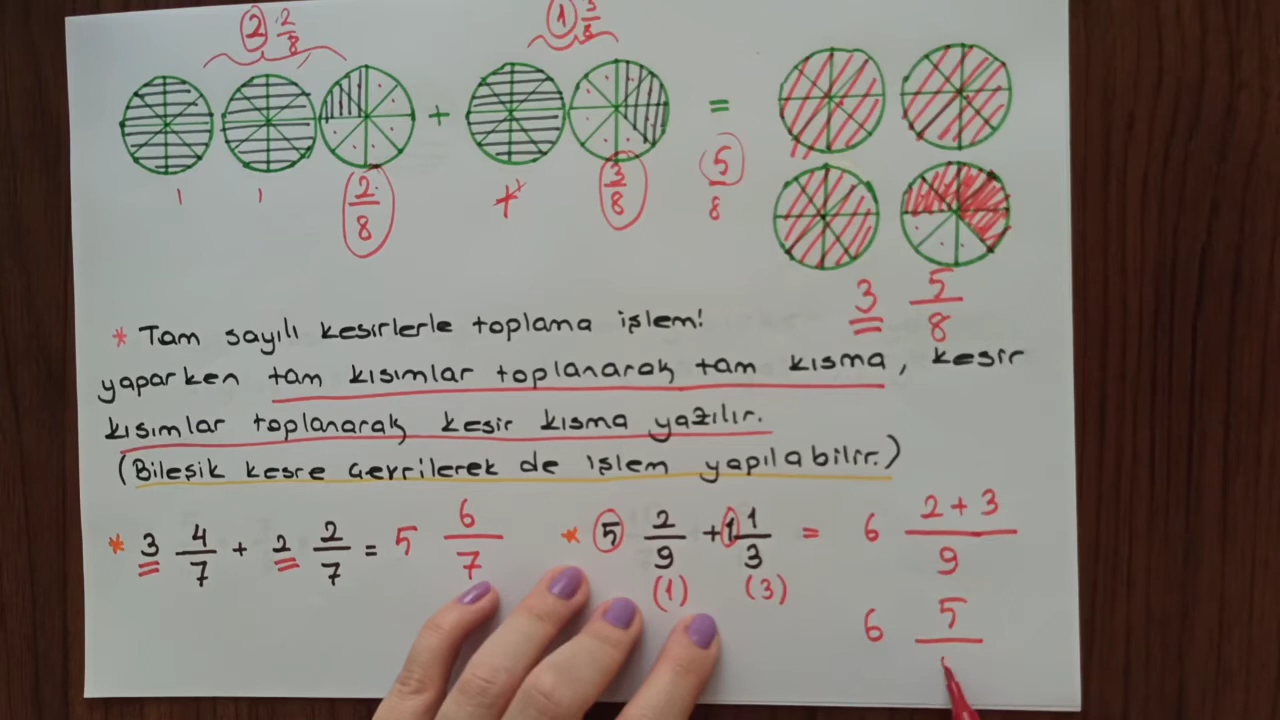 2 2/8 1 3/8
+ =
1 1 2/8 1 3/8 5/8
3 5/8
* Tam sayılı kesirlerle toplama işlemi
yaparken tam kısımlar toplanarak tam kısma, kesir
kısımlar toplanarak kesir kısma yazılır.
(Bileşik kesre çevrilerek de işlem yapılabilir.)
* 3 4/7 + 2 2/7 = 5 6/7
* 5 2/9 + 1 1/3 = 6 2+3/9
(1) (3)
6 5/